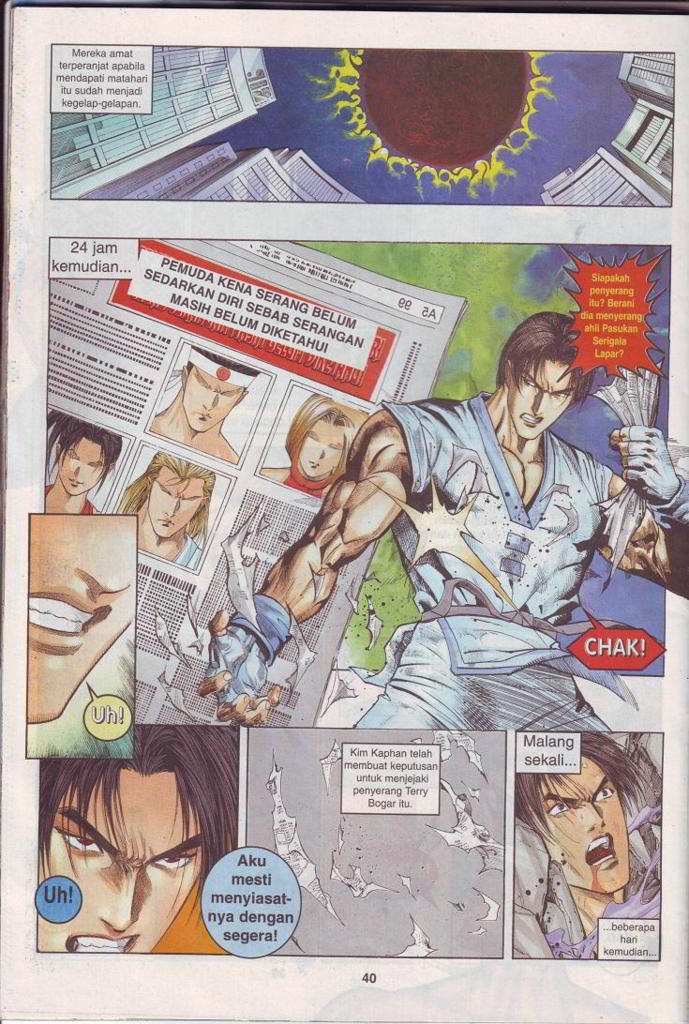 Mereka amat
terperanjat apabila
mendapati matahari
itu sudah menjadi
kegelap-gelapan.
24 jam
kemudian...
PEMUDA KENA SERANG BELUM
SEDARKAN DIRI SEBAB SERANGAN
MASIH BELUM DIKETAHUI
Siapakah
penyerang
itu? Berani
dia menyerang
ahli Pasukan
Serigala
Lapar?
CHAK!
Uh!
Uh!
Aku
mesti
menyiasat-
nya dengan
segera!
Kim Kaphan telah
membuat keputusan
untuk menjejaki
penyerang Terry
Bogar itu.
Malang
sekali...
...beberapa
hari
kemudian...
40